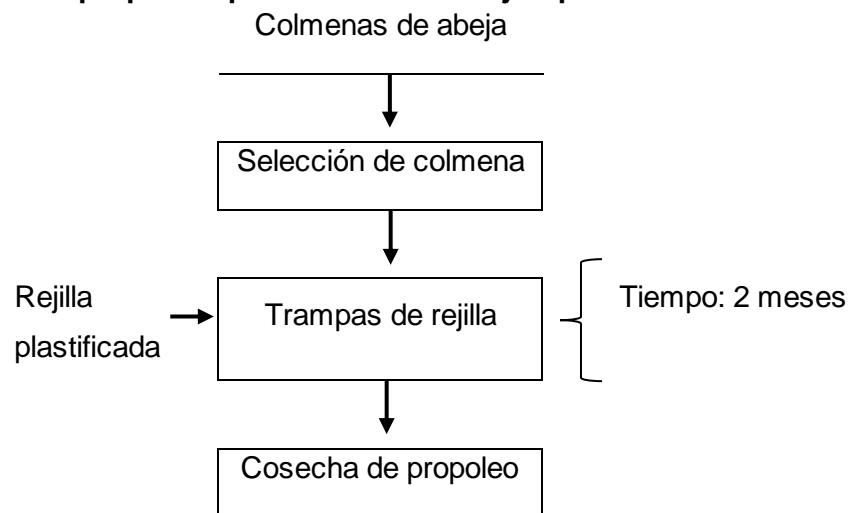 Colmenas de abeja
Selección de colmena
Rejilla
plastificada
Trampas de rejilla
Tiempo: 2 meses
Cosecha de propoleo